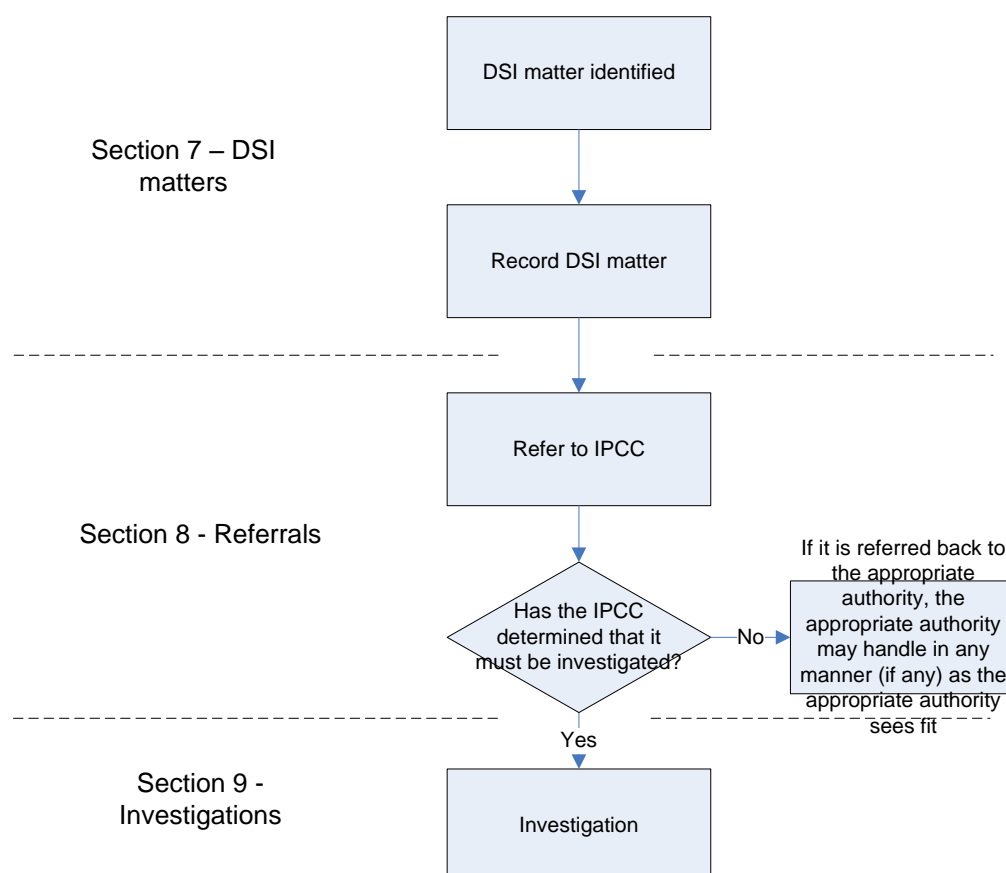 DSI matter identified
Section 7 – DSI
matters
Record DSI matter
Refer to IPCC
Section 8 - Referrals
Has the IPCC
determined that it
must be investigated?
No
If it is referred back to
the appropriate
authority, the
appropriate authority
may handle in any
manner (if any) as the
appropriate authority
sees fit
Yes
Section 9 -
Investigations
Investigation